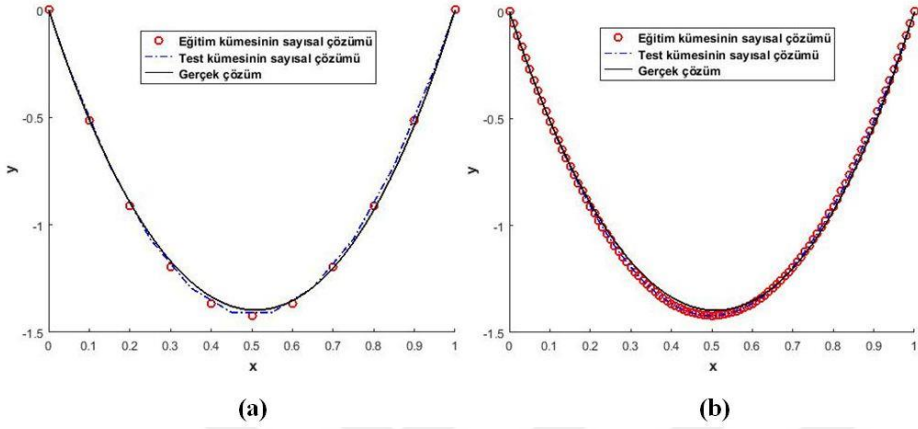 0
-0.5
-1
-1.5
y
0 0.1 0.2 0.3 0.4 0.5 0.6 0.7 0.8 0.9 1
x
Eğitim kümesinin sayısal çözümü
Test kümesinin sayısal çözümü
Gerçek çözüm
(a)
0
-0.5
-1
-1.5
y
0 0.1 0.2 0.3 0.4 0.5 0.6 0.7 0.8 0.9 1
x
Eğitim kümesinin sayısal çözümü
Test kümesinin sayısal çözümü
Gerçek çözüm
(b)